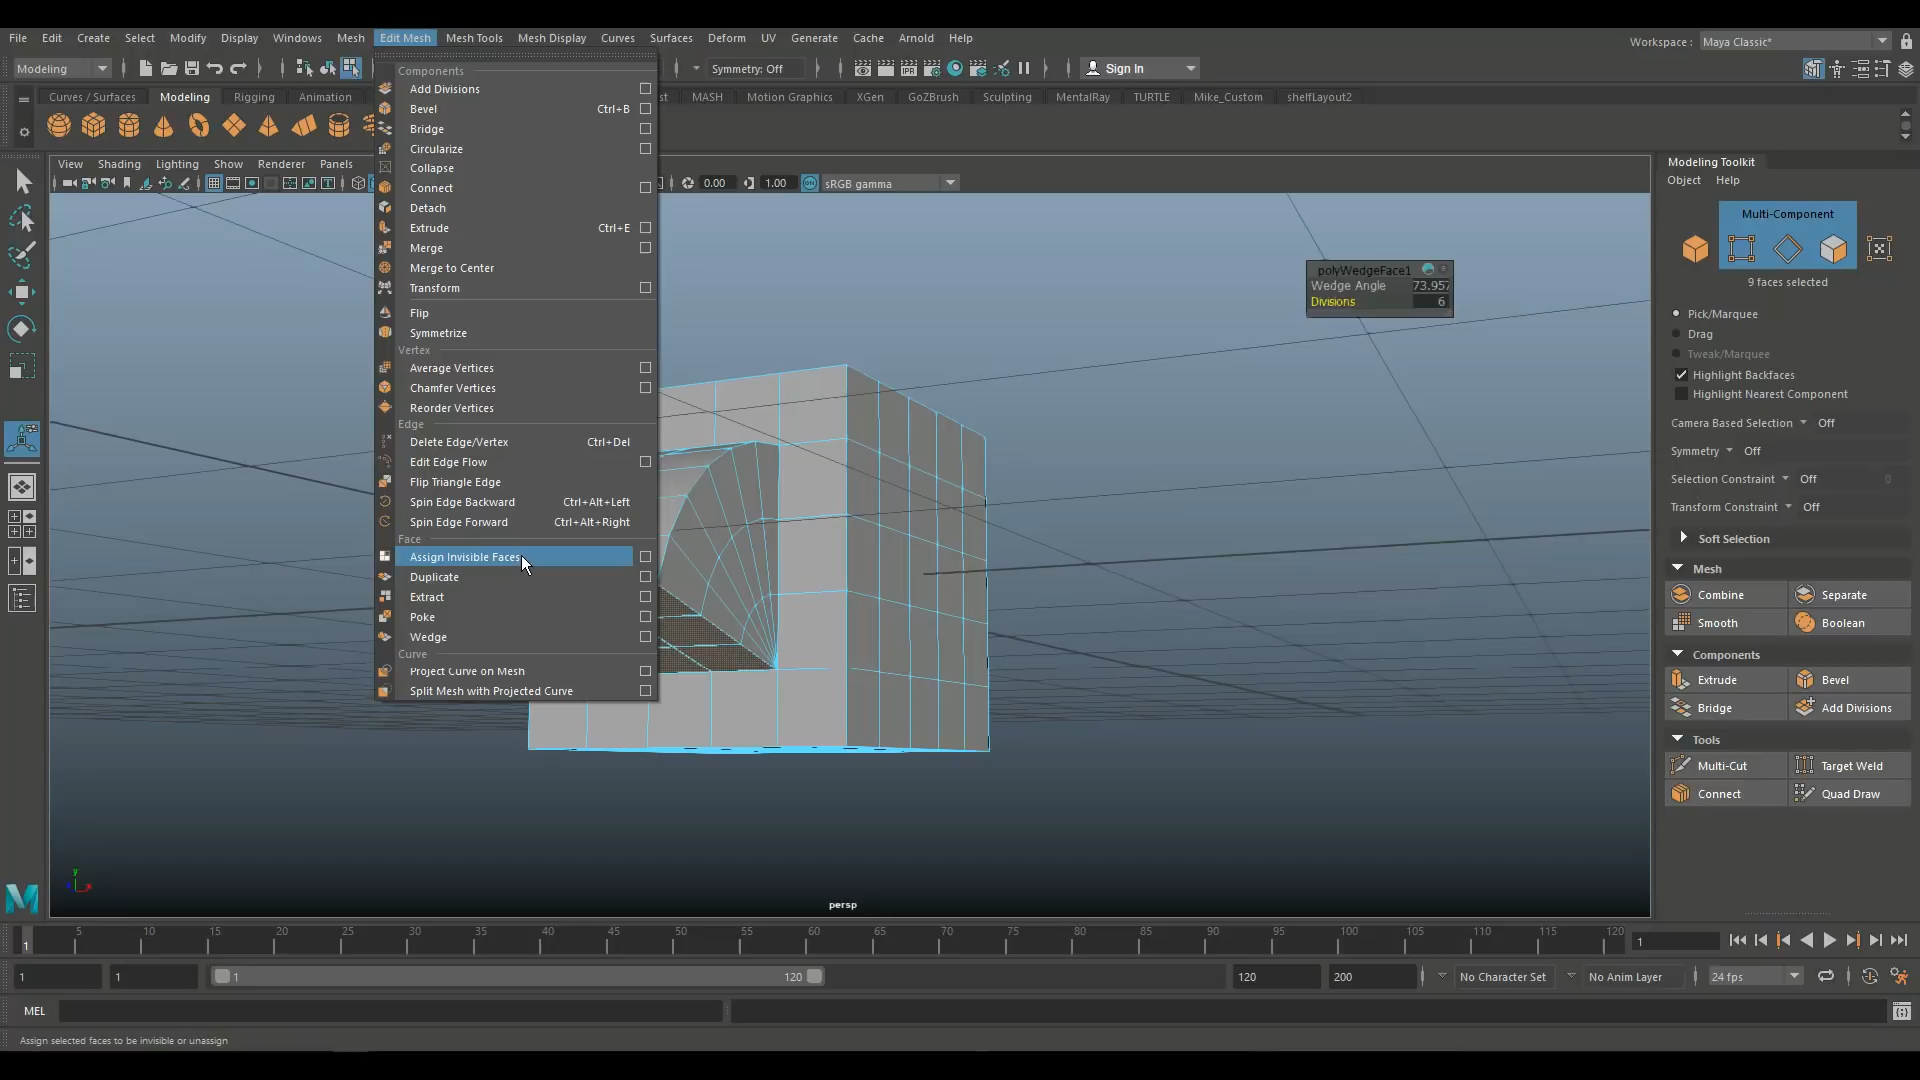 File Edit Create Select Modify Display Windows Mesh Edit Mesh Mesh Tools Mesh Display Curves Surfaces Deform UV Generate Cache Arnold Help
Workspace : Maya Classic*
Modeling
Symmetry: Off
Sign In
Curves / Surfaces Modeling Rigging Animation
MASH Motion Graphics XGen GoZBrush Sculpting MentalRay TURTLE Mike_Custom shelfLayout2
View Shading Lighting Show Renderer Panels
0.00 1.00 sRGB gamma
Components
Add Divisions
Bevel Ctrl+B
Bridge
Circularize
Collapse
Connect
Detach
Extrude Ctrl+E
Merge
Merge to Center
Transform
Flip
Symmetrize
Vertex
Average Vertices
Chamfer Vertices
Reorder Vertices
Edge
Delete Edge/Vertex Ctrl+Del
Edit Edge Flow
Flip Triangle Edge
Spin Edge Backward Ctrl+Alt+Left
Spin Edge Forward Ctrl+Alt+Right
Face
Assign Invisible Faces
Duplicate
Extract
Poke
Wedge
Curve
Project Curve on Mesh
Split Mesh with Projected Curve
polyWedgeFace1
Wedge Angle 73.957
Divisions 6
y
persp
Modeling Toolkit
Object Help
Multi-Component
9 faces selected
Pick/Marquee
Drag
Tweak/Marquee
Highlight Backfaces
Highlight Nearest Component
Camera Based Selection Off
Symmetry Off
Selection Constraint Off 0
Transform Constraint Off
Soft Selection
Mesh
Combine Separate
Smooth Boolean
Components
Extrude Bevel
Bridge Add Divisions
Tools
Multi-Cut Target Weld
Connect Quad Draw
1 5 10 15 20 25 30 35 40 45 50 55 60 65 70 75 80 85 90 95 100 105 110 115 120
1
1 1 1 120 120 200 No Character Set No Anim Layer 24 fps
MEL
Assign selected faces to be invisible or unassign